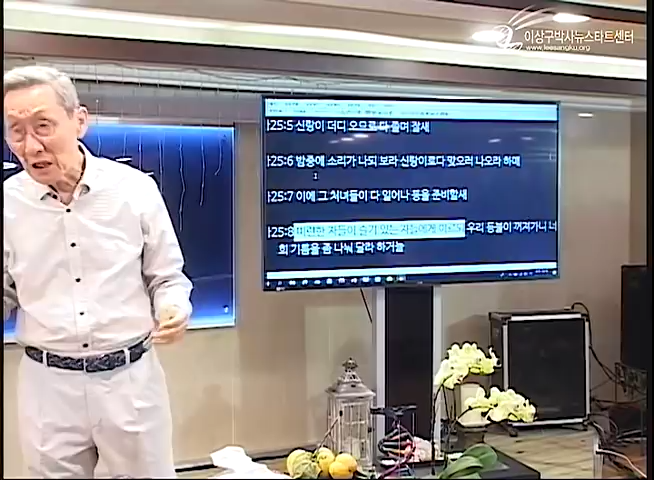 이상구박사뉴스타트센터
www.leesangku.org
25:5 신랑이 더디 오므로 다 졸며 잘새
25:6 밤중에 소리가 나되 보라 신랑이로다 맞으러 나오라 하매
25:7 이에 그 처녀들이 다 일어나 등을 준비할새
25:8 미련한 자들이 슬기 있는 자들에게 이르되 우리 등불이 꺼져가니 너
희 기름을 좀 나눠 달라 하거늘